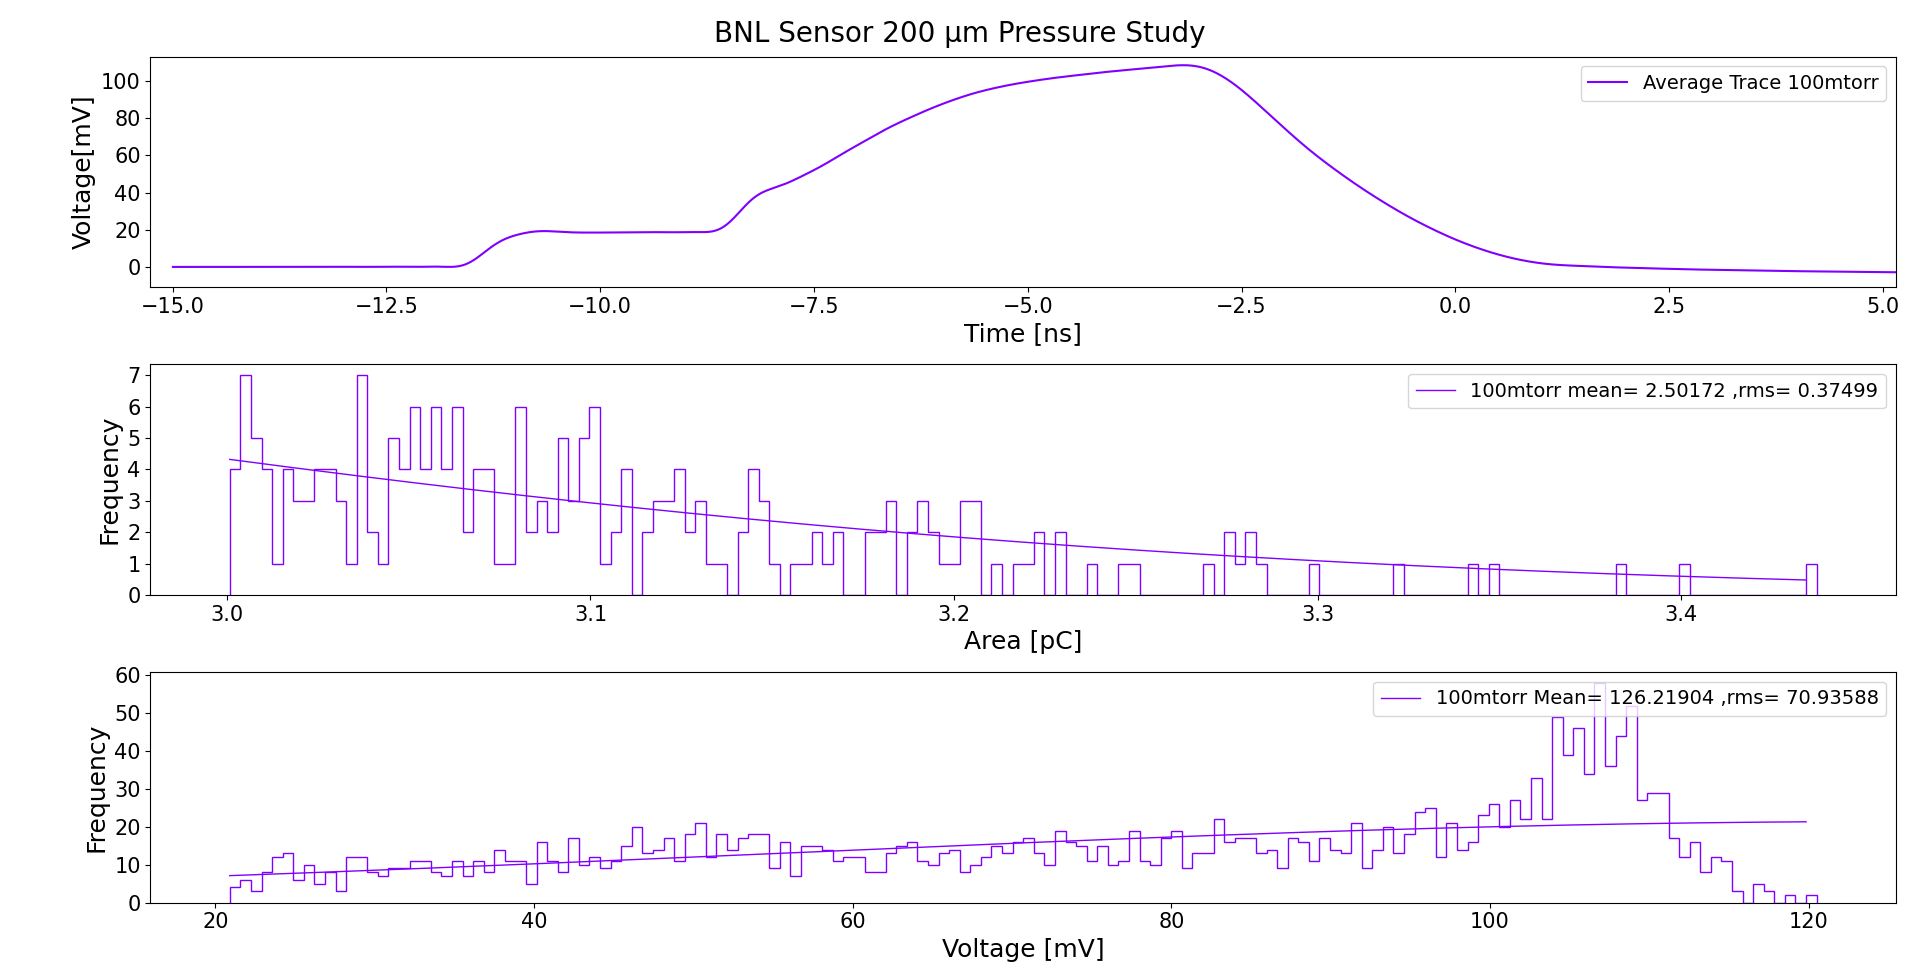 BNL Sensor 200 μm Pressure Study
Voltage[mV]
100
80
60
40
20
0
Average Trace 100mtorr
−15.0 −12.5 −10.0 −7.5 −5.0 −2.5 0.0 2.5 5.0
Time [ns]
Frequency
7
6
5
4
3
2
1
0
100mtorr mean= 2.50172 ,rms= 0.37499
3.0 3.1 3.2 3.3 3.4
Area [pC]
Frequency
60
50
40
30
20
10
0
100mtorr Mean= 126.21904 ,rms= 70.93588
20 40 60 80 100 120
Voltage [mV]